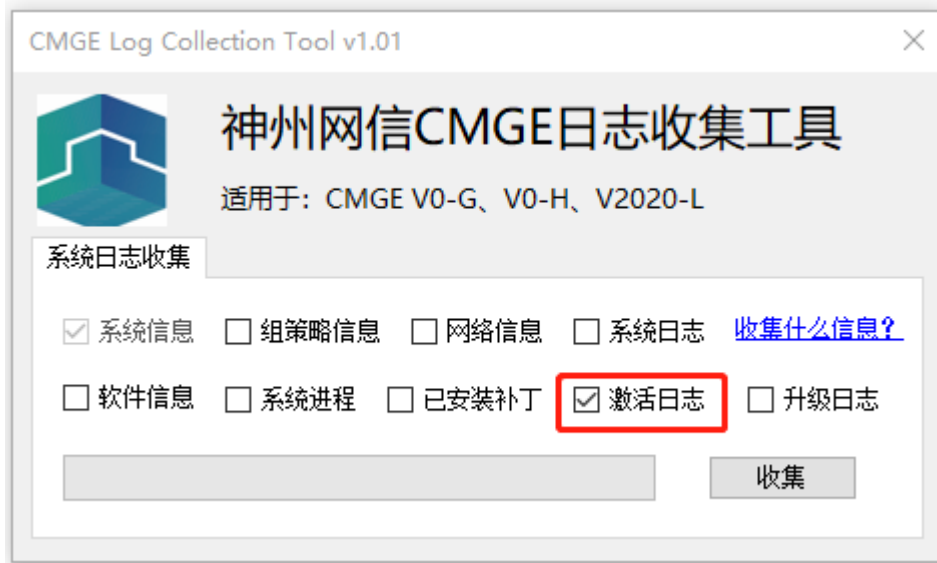 CMGE Log Collection Tool v1.01
神州网信CMGE日志收集工具
适用于：CMGE V0-G、V0-H、V2020-L
系统日志收集
系统信息 组策略信息 网络信息 系统日志 收集什么信息？
软件信息 系统进程 已安装补丁 激活日志 升级日志
收集